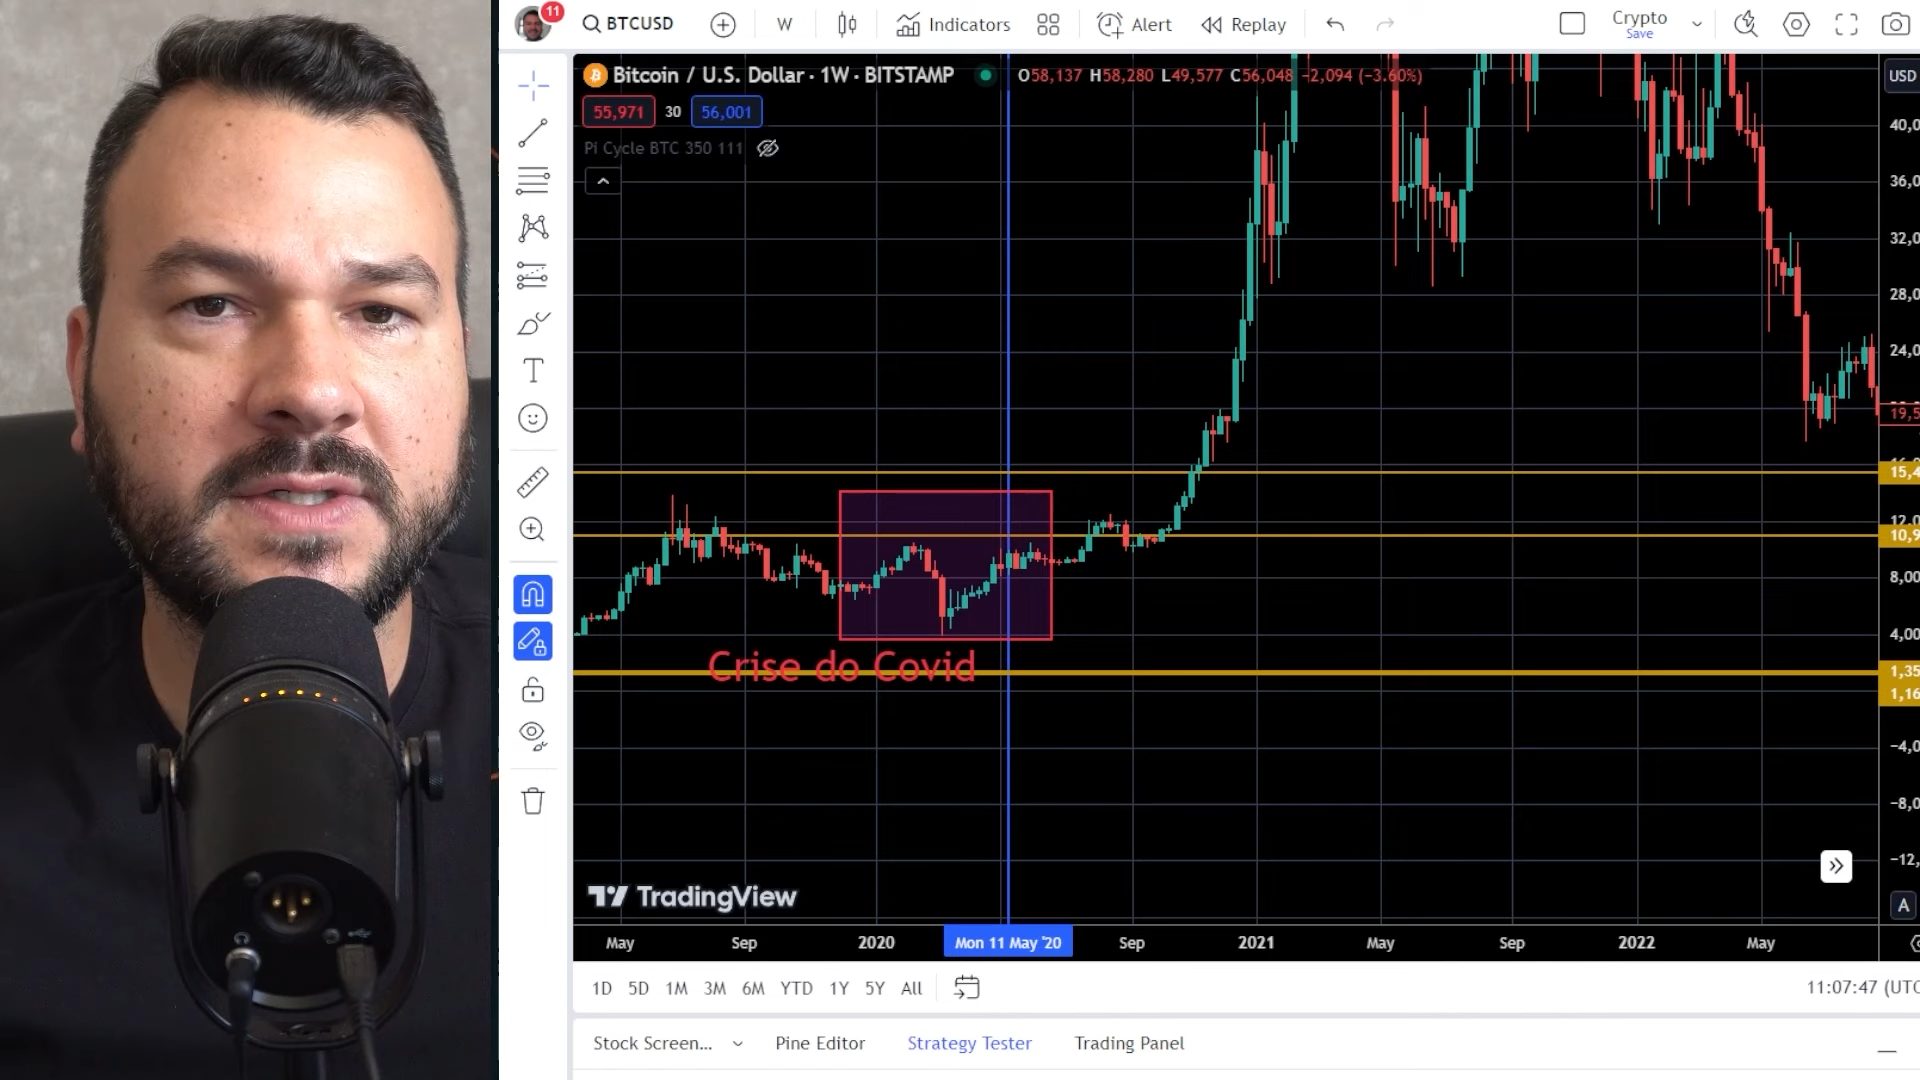 11
BTCUSD
W
Indicators
Alert
Replay
Crypto
Save
Bitcoin / U.S. Dollar · 1W · BITSTAMP
O58,137 H58,280 L49,577 C56,048 −2,094 (−3.60%)
USD
55,971 30 56,001
Pi Cycle BTC 350 111
40,0
36,0
32,0
28,0
24,0
19,5
15,4
12,0
10,9
8,00
4,00
1,35
1,16
−4,0
−8,0
−12,
Crise do Covid
TradingView
A
May
Sep
2020
Mon 11 May '20
Sep
2021
May
Sep
2022
May
1D 5D 1M 3M 6M YTD 1Y 5Y All
11:07:47 (UTC
Stock Screen...
Pine Editor
Strategy Tester
Trading Panel